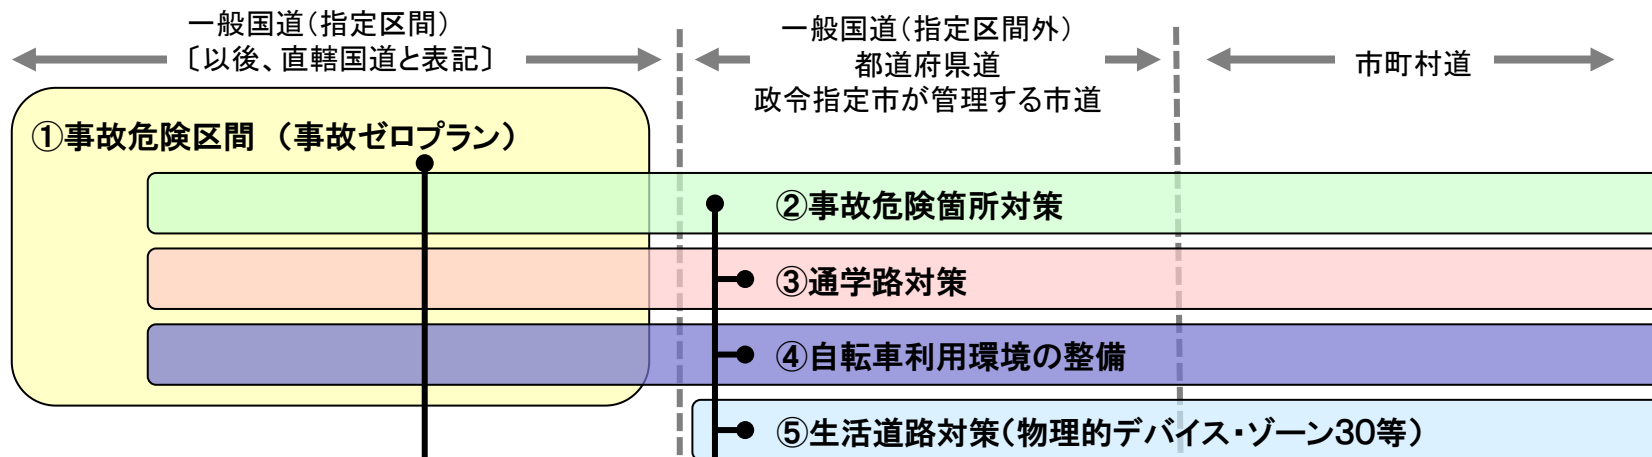 一般国道（指定区間）
〔以後、直轄国道と表記〕
一般国道（指定区間外）
都道府県道
政令指定市が管理する市道
市町村道
①事故危険区間 （事故ゼロプラン）
②事故危険箇所対策
③通学路対策
④自転車利用環境の整備
⑤生活道路対策（物理的デバイス・ゾーン30等）